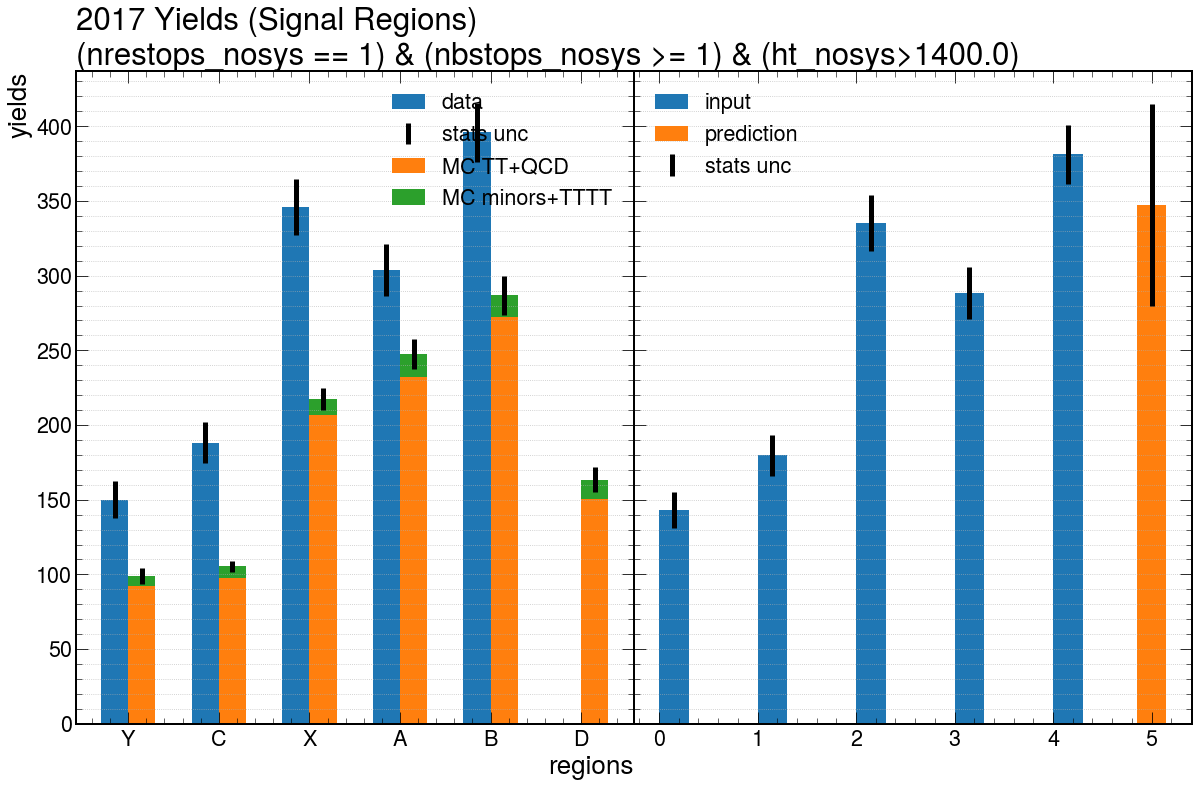 2017 Yields (Signal Regions)
(nrestops_nosys == 1) & (nbstops_nosys >= 1) & (ht_nosys>1400.0)
yields
400
350
300
250
200
150
100
50
0
data
stats unc
MC TT+QCD
MC minors+TTTT
Y C X A B D
regions
input
prediction
stats unc
0 1 2 3 4 5